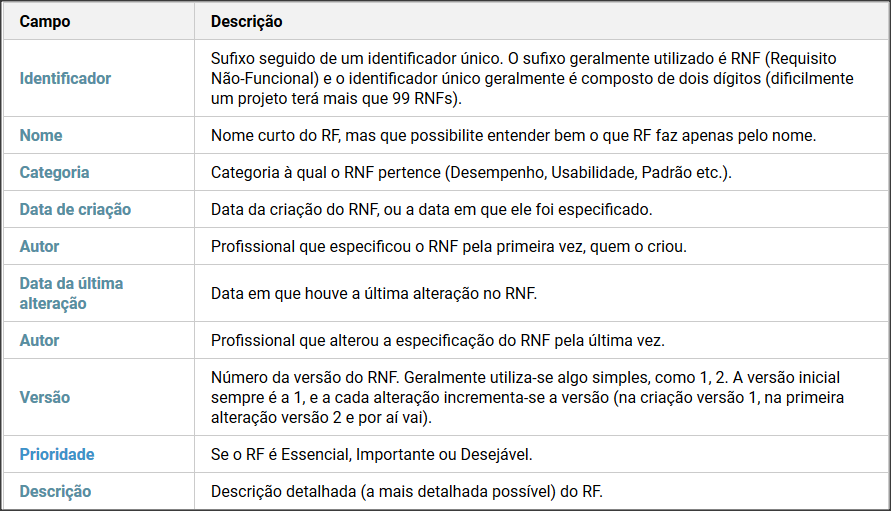 Campo Descrição
Identificador
Sufixo seguido de um identificador único. O sufixo geralmente utilizado é RNF (Requisito
Não-Funcional) e o identificador único geralmente é composto de dois dígitos (dificilmente
um projeto terá mais que 99 RNFs).
Nome Nome curto do RF, mas que possibilite entender bem o que RF faz apenas pelo nome.
Categoria Categoria à qual o RNF pertence (Desempenho, Usabilidade, Padrão etc.).
Data de criação Data da criação do RNF, ou a data em que ele foi especificado.
Autor Profissional que especificou o RNF pela primeira vez, quem o criou.
Data da última
alteração
Data em que houve a última alteração no RNF.
Autor Profissional que alterou a especificação do RNF pela última vez.
Versão
Número da versão do RNF. Geralmente utiliza-se algo simples, como 1, 2. A versão inicial
sempre é a 1, e a cada alteração incrementa-se a versão (na criação versão 1, na primeira
alteração versão 2 e por aí vai).
Prioridade Se o RF é Essencial, Importante ou Desejável.
Descrição Descrição detalhada (a mais detalhada possível) do RF.